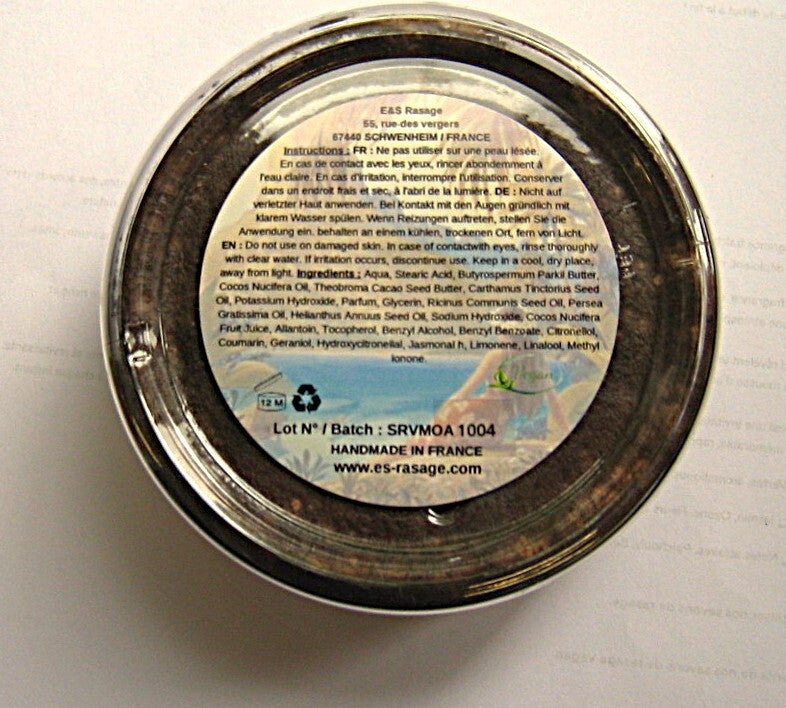 E&S Rasage
55, rue des vergers
67440 SCHWENHEIM / FRANCE
Instructions : FR : Ne pas utiliser sur une peau lésée.
En cas de contact avec les yeux, rincer abondemment à
l'eau claire. En cas d'irritation, interrompre l'utilisation. Conserver
dans un endroit frais et sec, à l'abri de la lumière. DE : Nicht auf
verletzter Haut anwenden. Bei Kontakt mit den Augen gründlich mit
klarem Wasser spülen. Wenn Reizungen auftreten, stellen Sie die
Anwendung ein. behalten an einem kühlen, trockenen Ort, fern von Licht.
EN : Do not use on damaged skin. In case of contactwith eyes, rinse thoroughly
with clear water. If irritation occurs, discontinue use. Keep in a cool, dry place,
away from light. Ingredients : Aqua, Stearic Acid, Butyrospermum Parkii Butter,
Cocos Nucifera Oil, Theobroma Cacao Seed Butter, Carthamus Tinctorius Seed
Oil, Potassium Hydroxide, Parfum, Glycerin, Ricinus Communis Seed Oil, Persea
Gratissima Oil, Helianthus Annuus Seed Oil, Sodium Hydroxide, Cocos Nucifera
Fruit Juice, Allantoin, Tocopherol, Benzyl Alcohol, Benzyl Benzoate, Citronellol,
Coumarin, Geraniol, Hydroxycitronellal, Jasmonal h, Limonene, Linalool, Methyl
Ionone.
Vegan
12 M
Lot N° / Batch : SRVMOA 1004
HANDMADE IN FRANCE
www.es-rasage.com